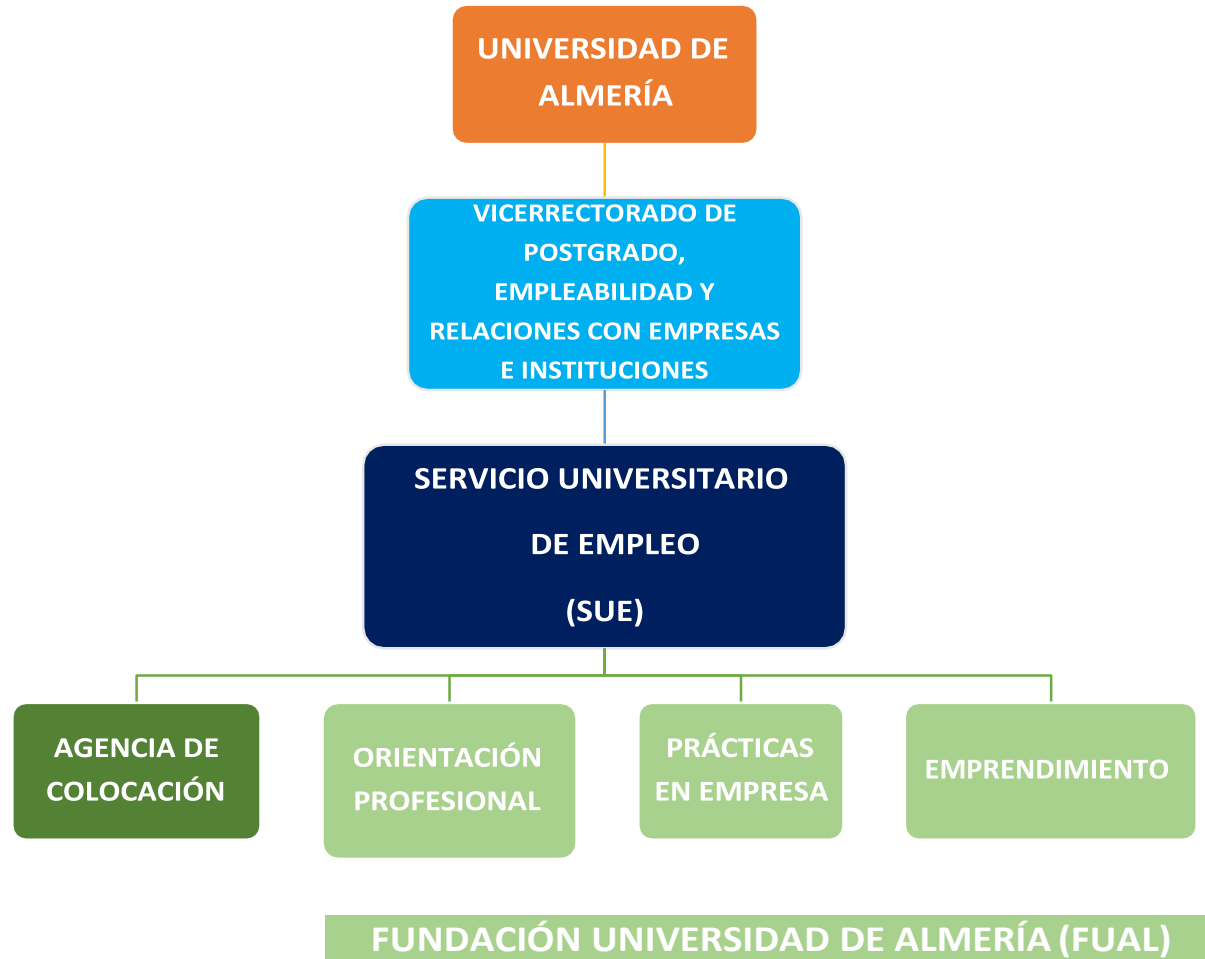 UNIVERSIDAD DE
ALMERÍA
VICERRECTORADO DE
POSTGRADO,
EMPLEABILIDAD Y
RELACIONES CON EMPRESAS
E INSTITUCIONES
SERVICIO UNIVERSITARIO
DE EMPLEO
(SUE)
AGENCIA DE
COLOCACIÓN
ORIENTACIÓN
PROFESIONAL
PRÁCTICAS
EN EMPRESA
EMPRENDIMIENTO
FUNDACIÓN UNIVERSIDAD DE ALMERÍA (FUAL)